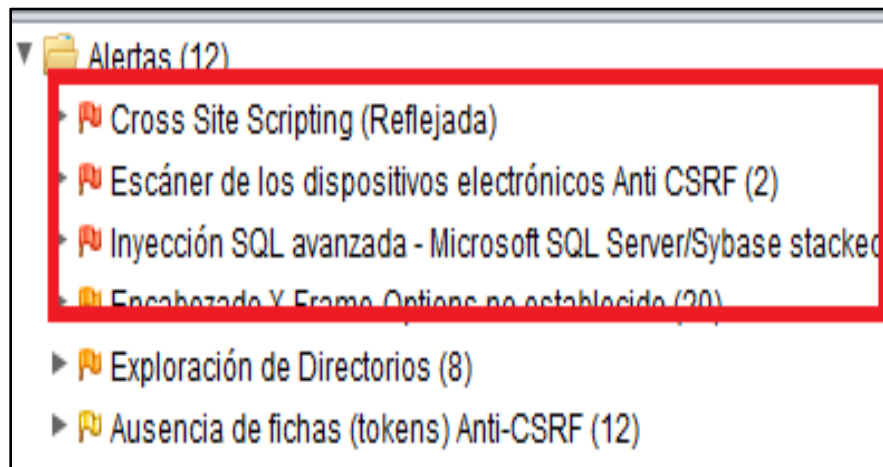 Alertas (12)
Cross Site Scripting (Reflejada)
Escáner de los dispositivos electrónicos Anti CSRF (2)
Inyección SQL avanzada - Microsoft SQL Server/Sybase stacked
Encabezado X-Frame-Options no establecido (20)
Exploración de Directorios (8)
Ausencia de fichas (tokens) Anti-CSRF (12)